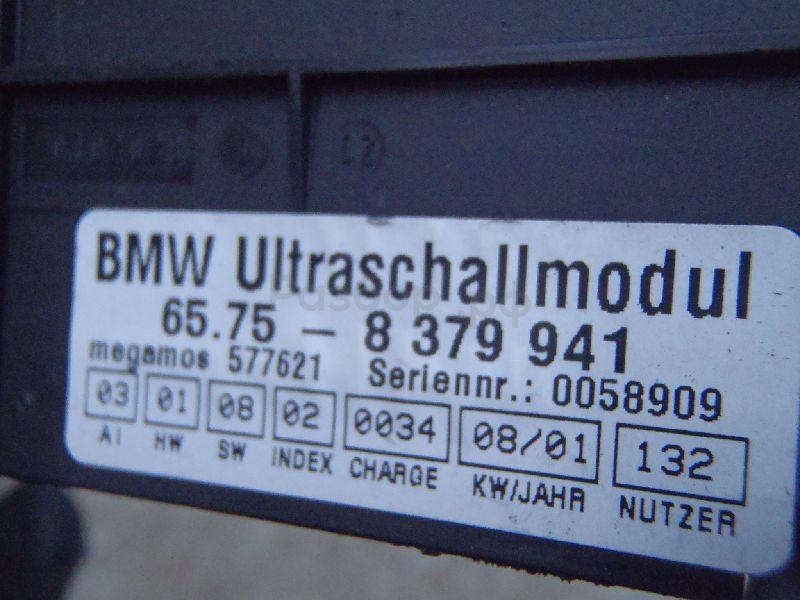 BMW Ultraschallmodul
65.75 – 8 379 941
megamos 577621 Seriennr.: 0058909
03 01 08 02 0034 08/01 132
AI HW SW INDEX CHARGE KW/JAHR NUTZER